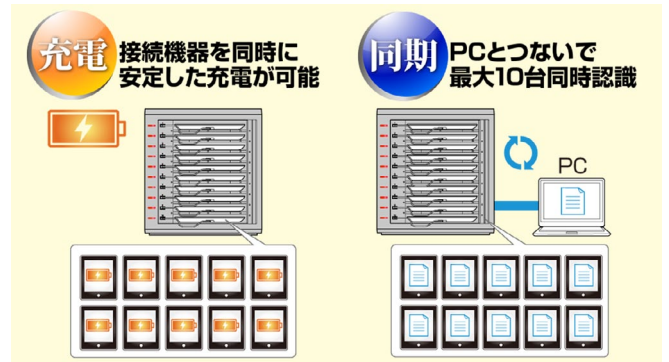 充電
接続機器を同時に
安定した充電が可能
同期
PCとつないで
最大10台同時認識
PC